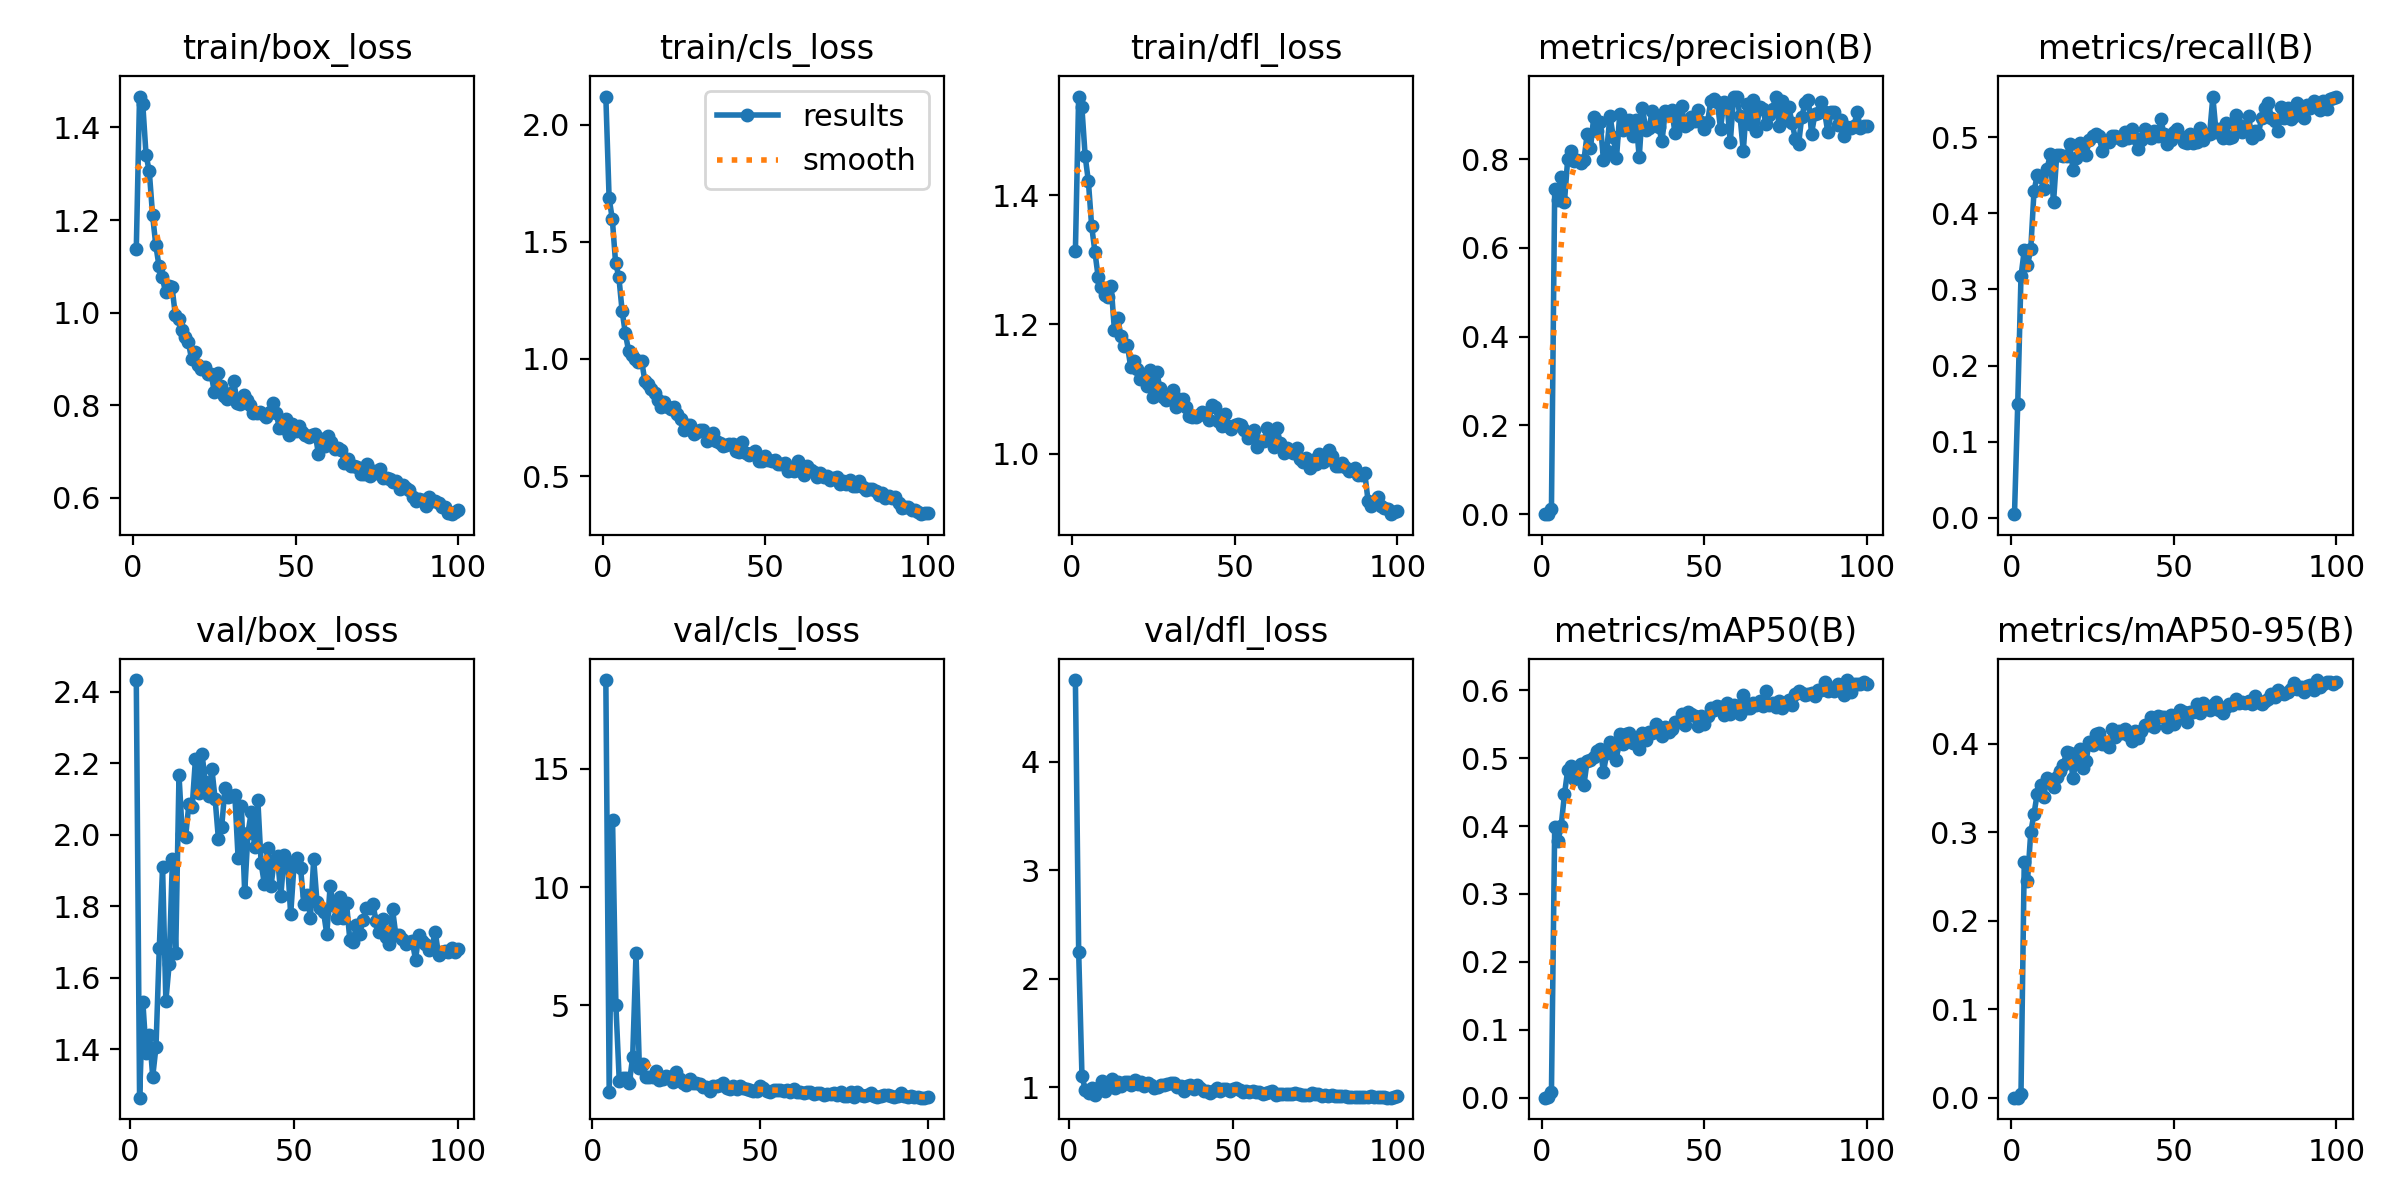 train/box_loss
1.4
1.2
1.0
0.8
0.6
0 50 100
train/cls_loss
results
smooth
2.0
1.5
1.0
0.5
0 50 100
train/dfl_loss
1.4
1.2
1.0
0 50 100
metrics/precision(B)
0.8
0.6
0.4
0.2
0.0
0 50 100
metrics/recall(B)
0.5
0.4
0.3
0.2
0.1
0.0
0 50 100
val/box_loss
2.4
2.2
2.0
1.8
1.6
1.4
0 50 100
val/cls_loss
15
10
5
0 50 100
val/dfl_loss
4
3
2
1
0 50 100
metrics/mAP50(B)
0.6
0.5
0.4
0.3
0.2
0.1
0.0
0 50 100
metrics/mAP50-95(B)
0.4
0.3
0.2
0.1
0.0
0 50 100